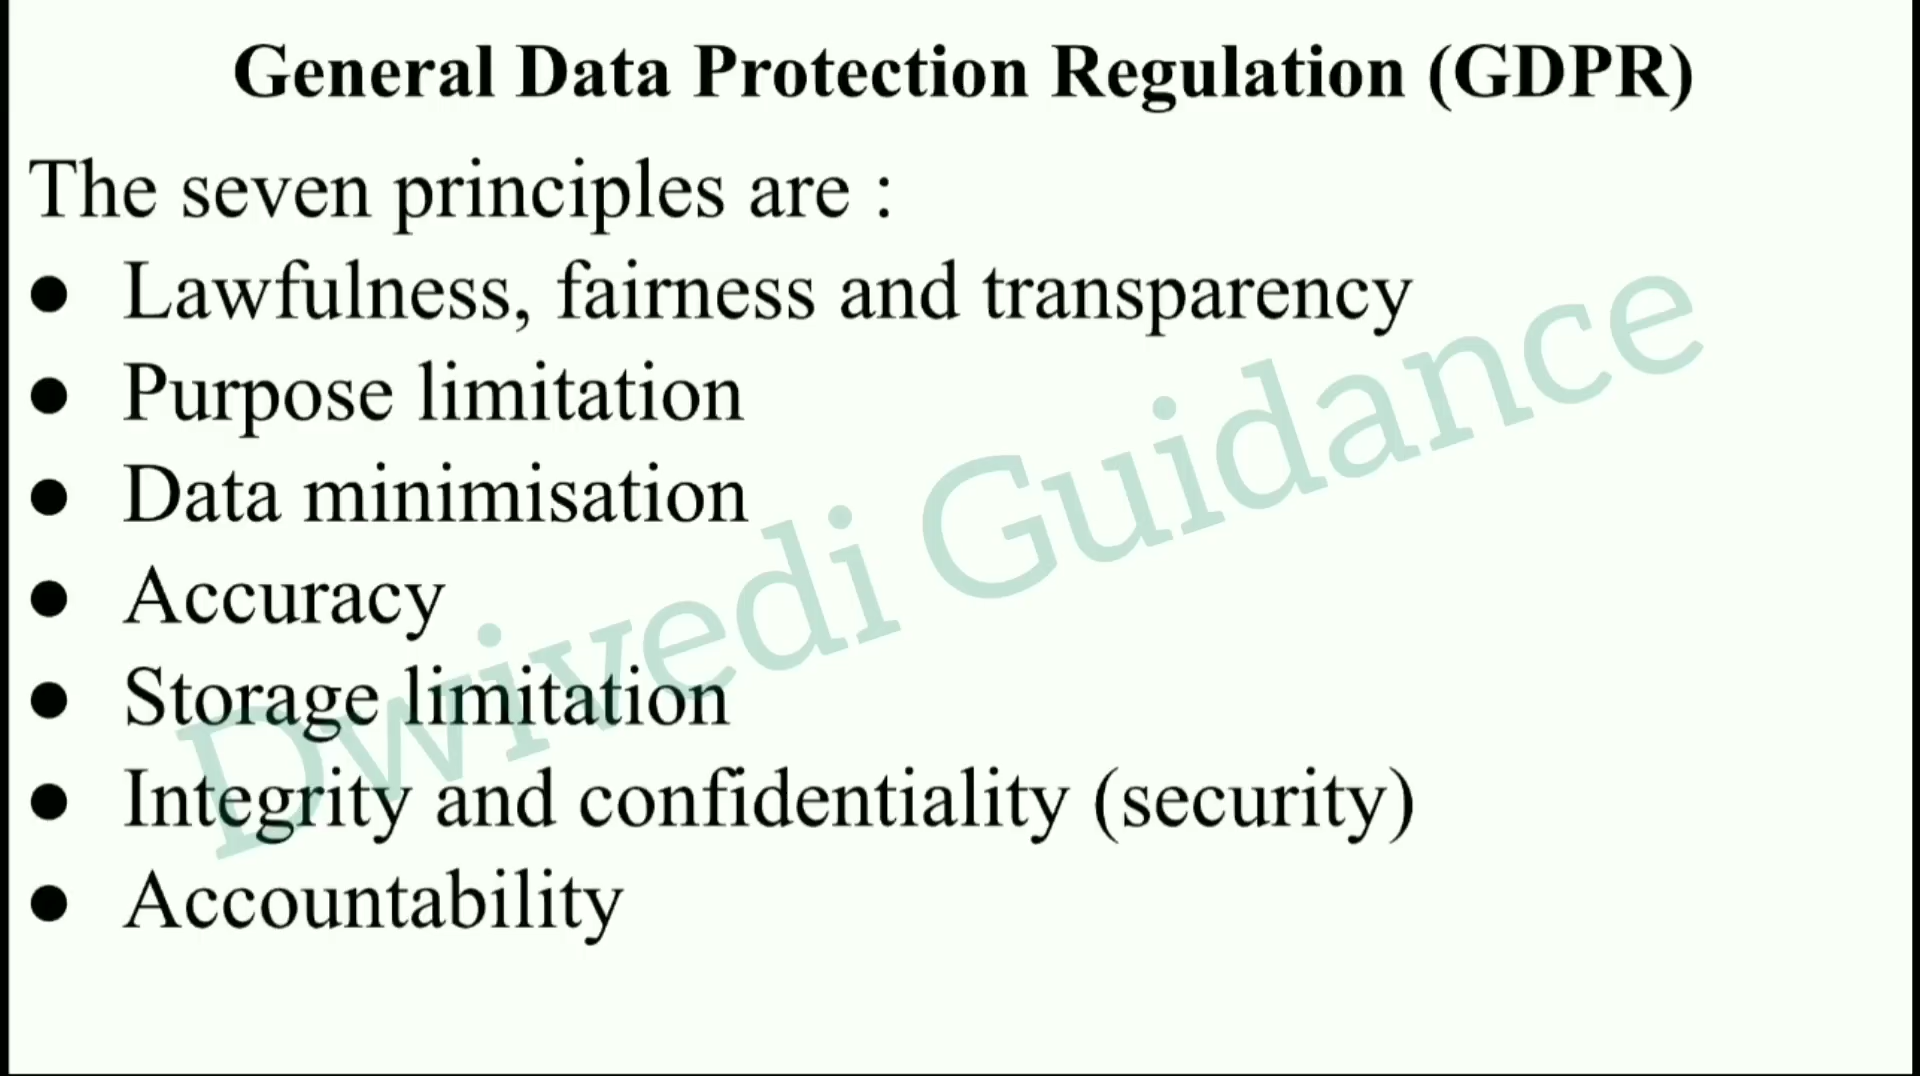 General Data Protection Regulation (GDPR)
The seven principles are :
● Lawfulness, fairness and transparency
● Purpose limitation
● Data minimisation
● Accuracy
● Storage limitation
● Integrity and confidentiality (security)
● Accountability
Dwivedi Guidance